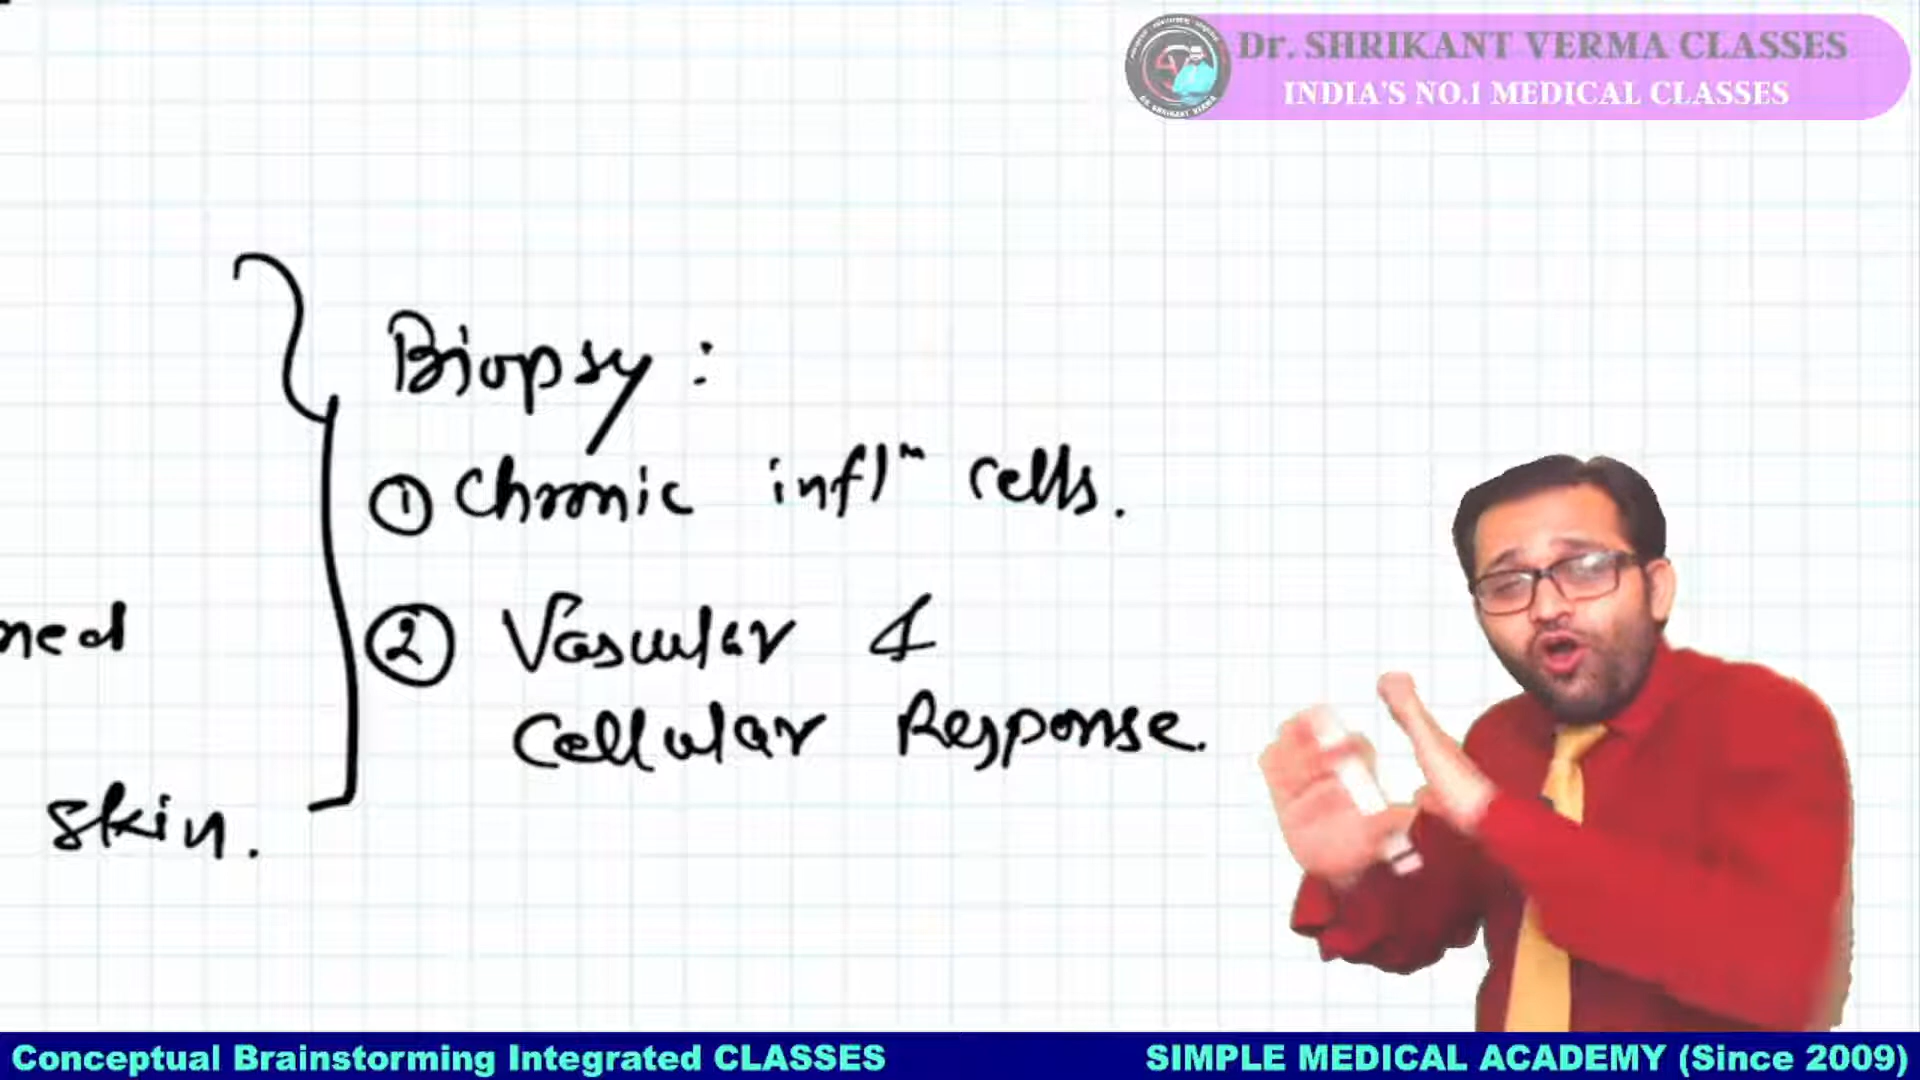 Dr. SHRIKANT VERMA CLASSES
INDIA'S NO.1 MEDICAL CLASSES
Biopsy :
① Chronic infl^m cells.
② Vascular &
Cellular Response.
ned
skin.
Conceptual Brainstorming Integrated CLASSES
SIMPLE MEDICAL ACADEMY (Since 2009)